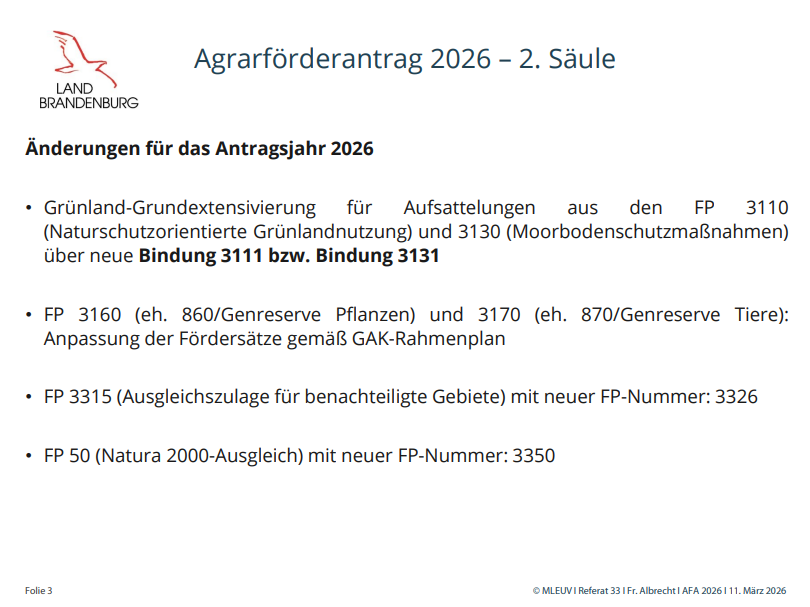 Agrarförderantrag 2026 – 2. Säule
LAND
BRANDENBURG
Änderungen für das Antragsjahr 2026
• Grünland-Grundextensivierung für Aufsattelungen aus den FP 3110
(Naturschutzorientierte Grünlandnutzung) und 3130 (Moorbodenschutzmaßnahmen)
über neue Bindung 3111 bzw. Bindung 3131
• FP 3160 (eh. 860/Genreserve Pflanzen) und 3170 (eh. 870/Genreserve Tiere):
Anpassung der Fördersätze gemäß GAK-Rahmenplan
• FP 3315 (Ausgleichszulage für benachteiligte Gebiete) mit neuer FP-Nummer: 3326
• FP 50 (Natura 2000-Ausgleich) mit neuer FP-Nummer: 3350
Folie 3
© MLEUV I Referat 33 I Fr. Albrecht I AFA 2026 I 11. März 2026